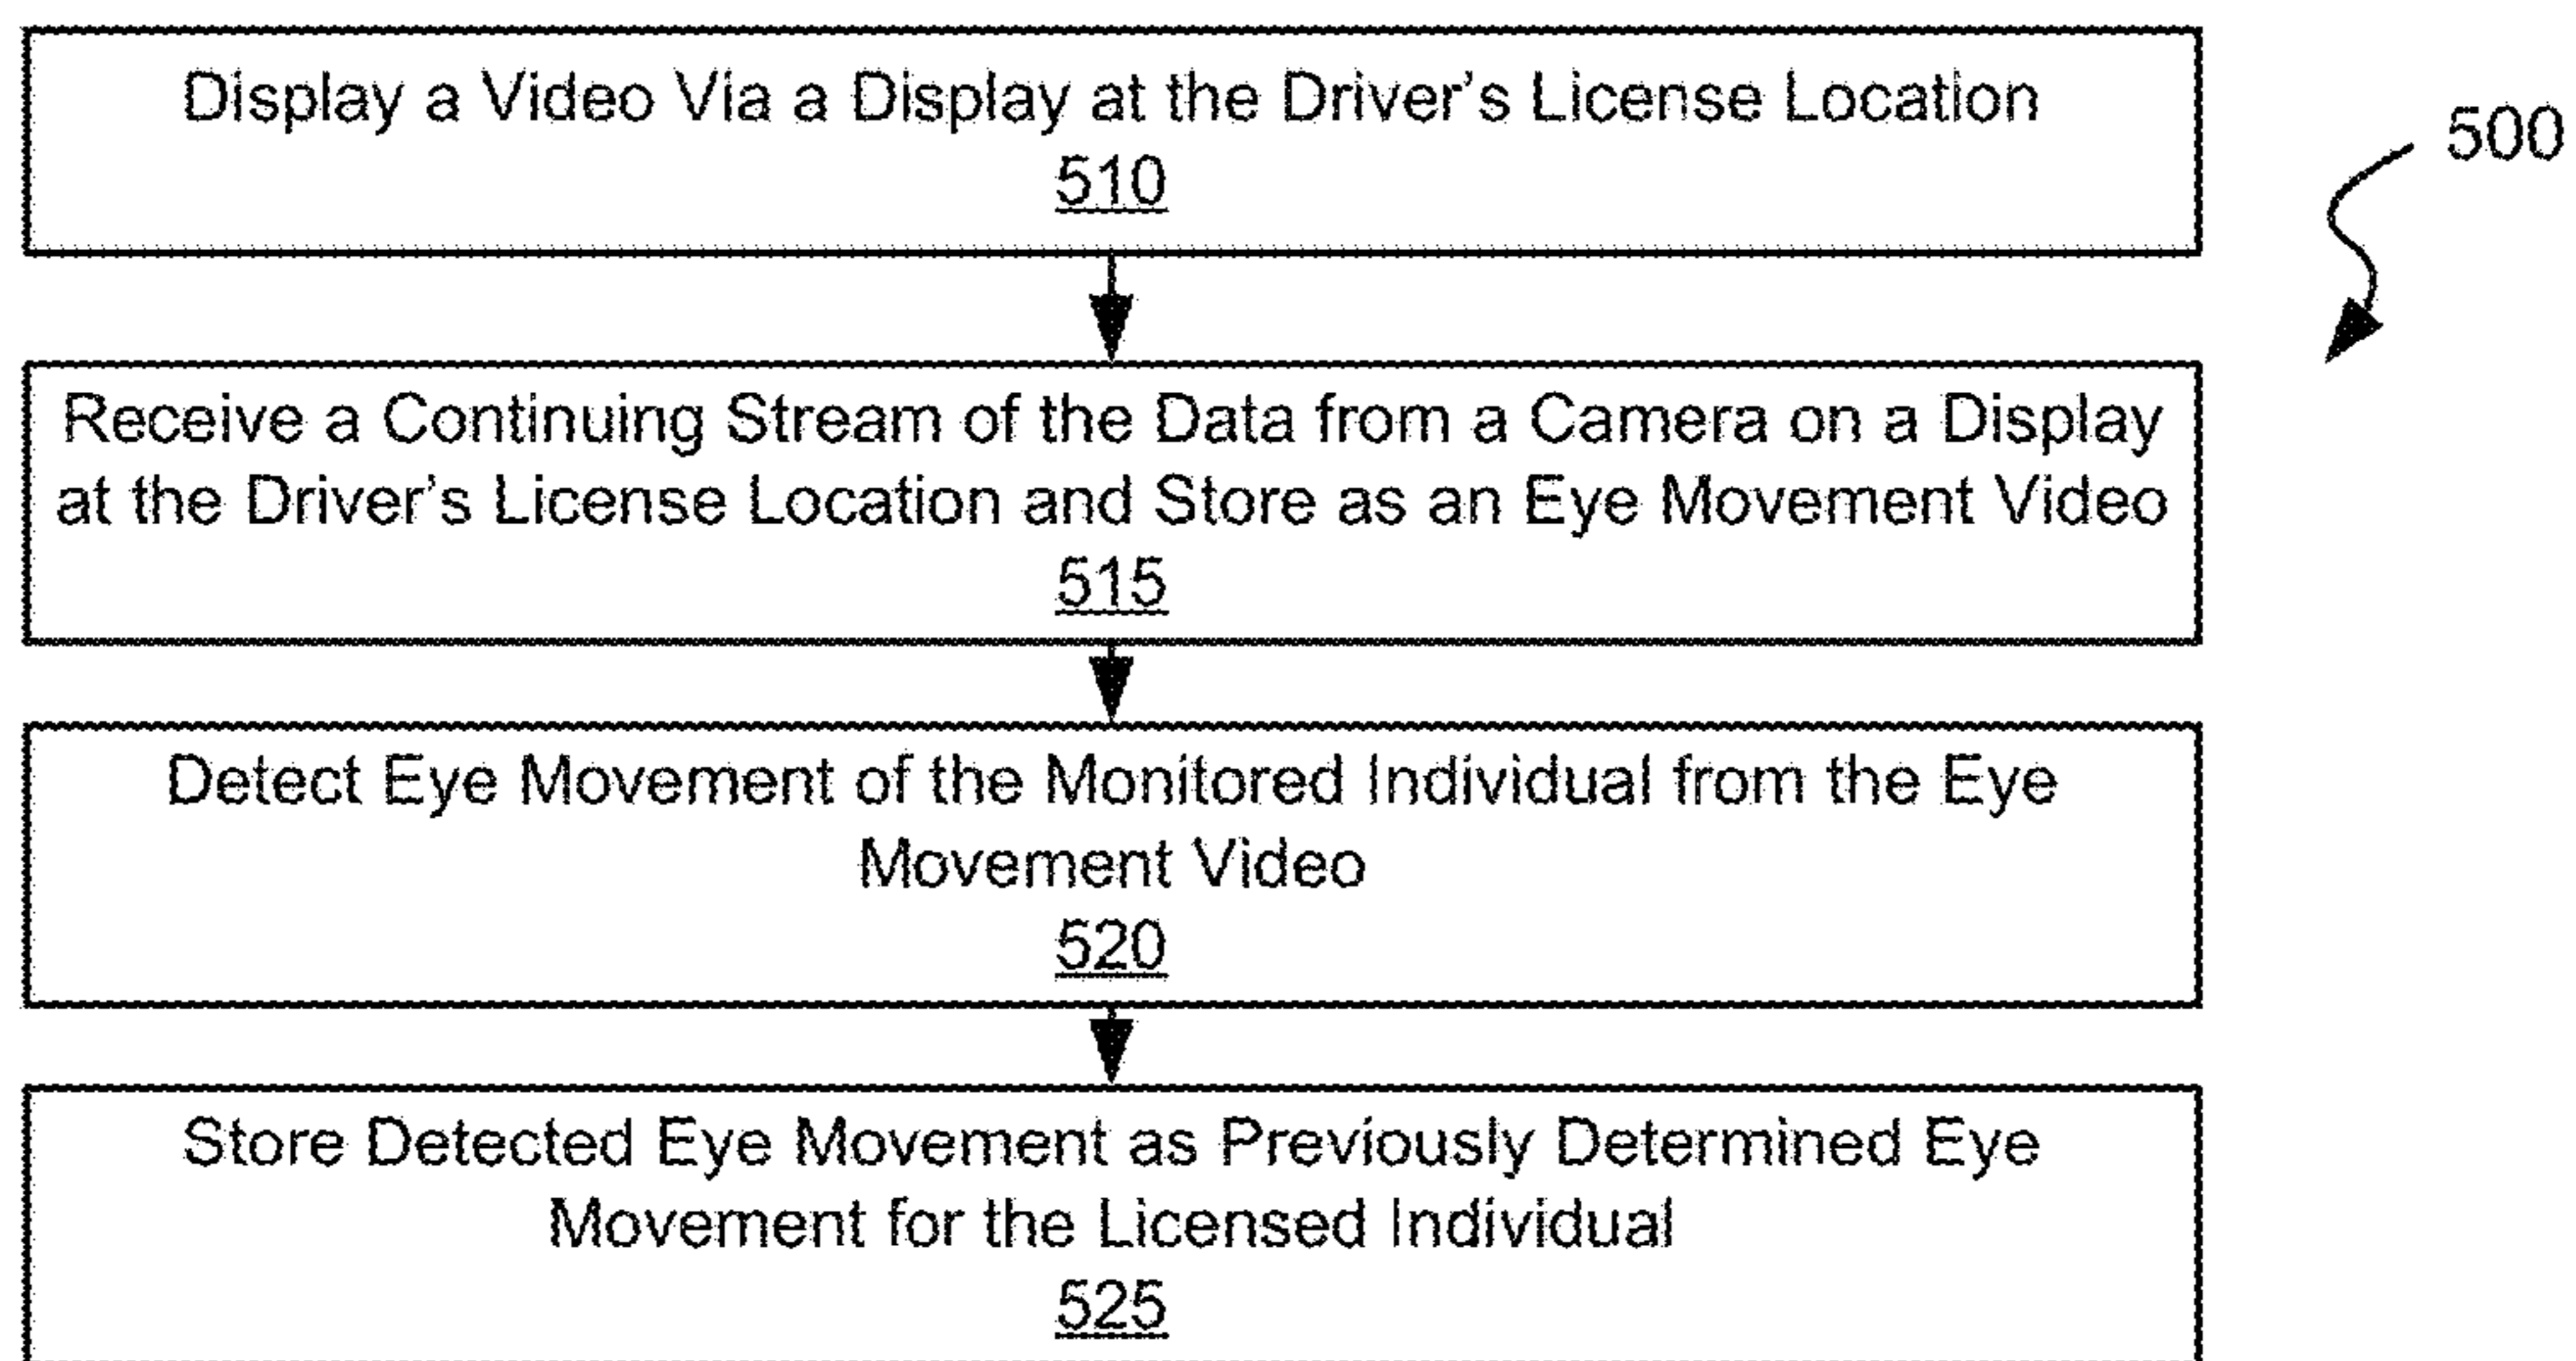 Display a Video Via a Display at the Driver's License Location
510
500
Receive a Continuing Stream of the Data from a Camera on a Display
at the Driver's License Location and Store as an Eye Movement Video
515
Detect Eye Movement of the Monitored Individual from the Eye
Movement Video
520
Store Detected Eye Movement as Previously Determined Eye
Movement for the Licensed Individual
525